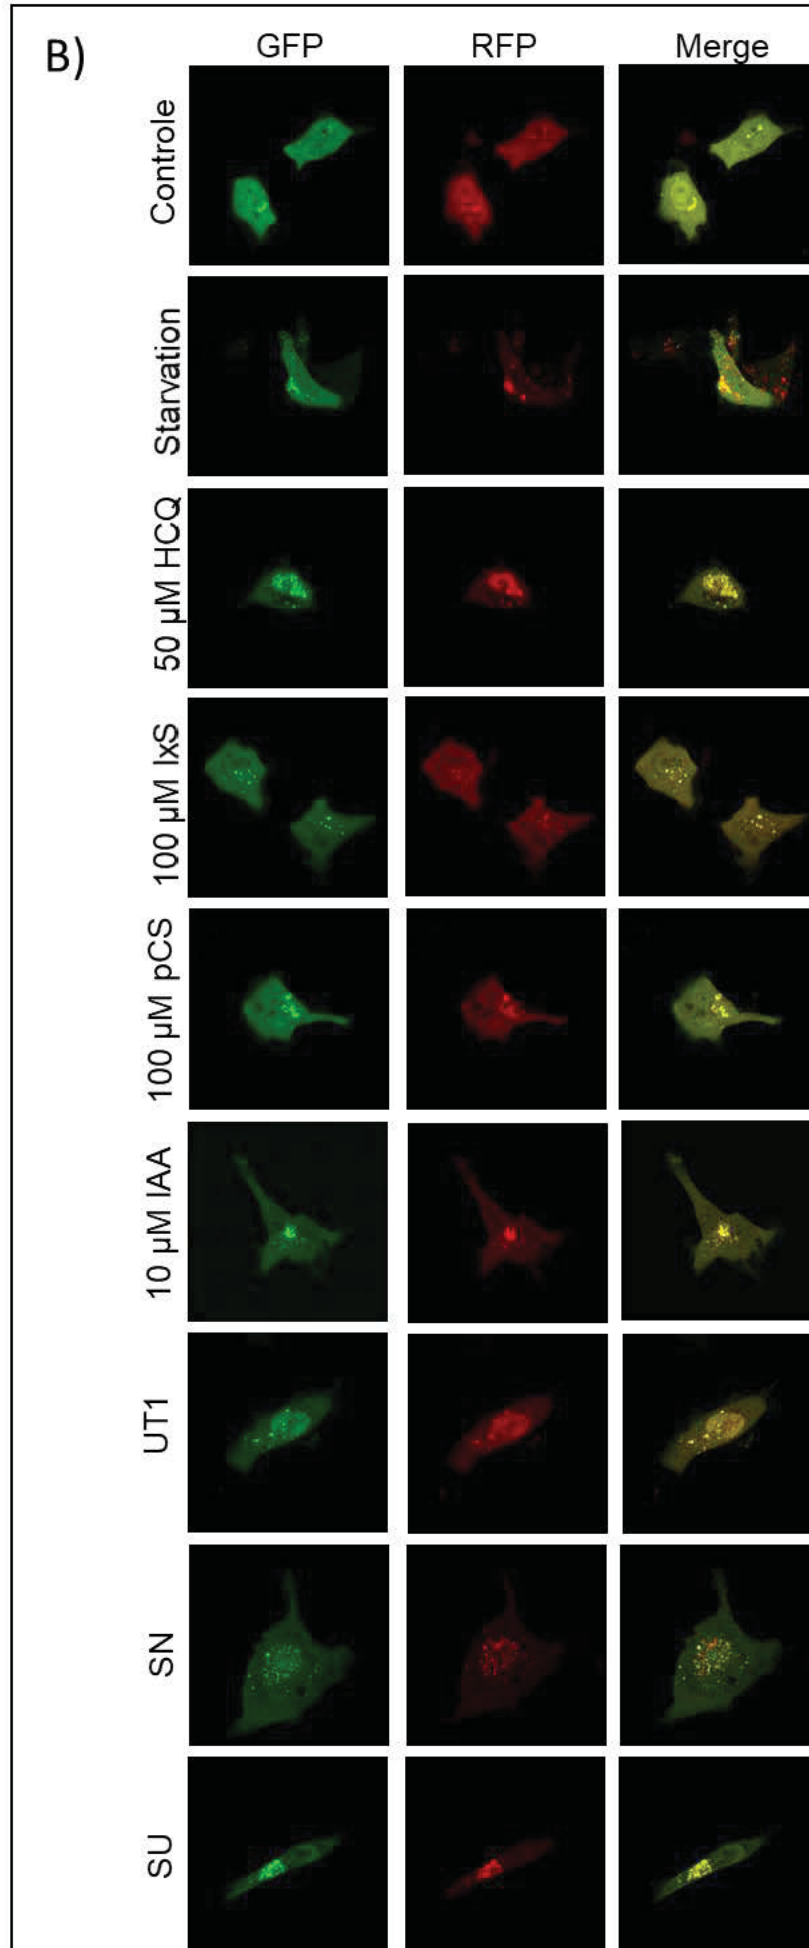 B)
GFP RFP Merge
Controle
Starvation
50 µM HCQ
100 µM IxS
100 µM pCS
10 µM IAA
UT1
SN
SU